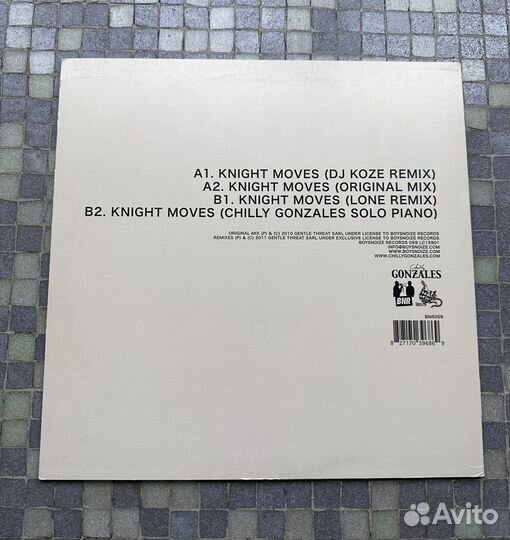 A1. KNIGHT MOVES (DJ KOZE REMIX)
A2. KNIGHT MOVES (ORIGINAL MIX)
B1. KNIGHT MOVES (LONE REMIX)
B2. KNIGHT MOVES (CHILLY GONZALES SOLO PIANO)
ORIGINAL MIX (P) & (C) 2010 GENTLE THREAT SARL UNDER LICENSE TO BOYSNOIZE RECORDS
REMIXES (P) & (C) 2011 GENTLE THREAT SARL UNDER EXCLUSIVE LICENSE TO BOYSNOIZE RECORDS
BOYSNOIZE RECORDS 059 LC15901
INFO@BOYSNOIZE.COM
WWW.BOYSNOIZE.COM
WWW.CHILLYGONZALES.COM
Chilly
GONZALES
BNR
BNR059
8 27170 39686 9
Avito